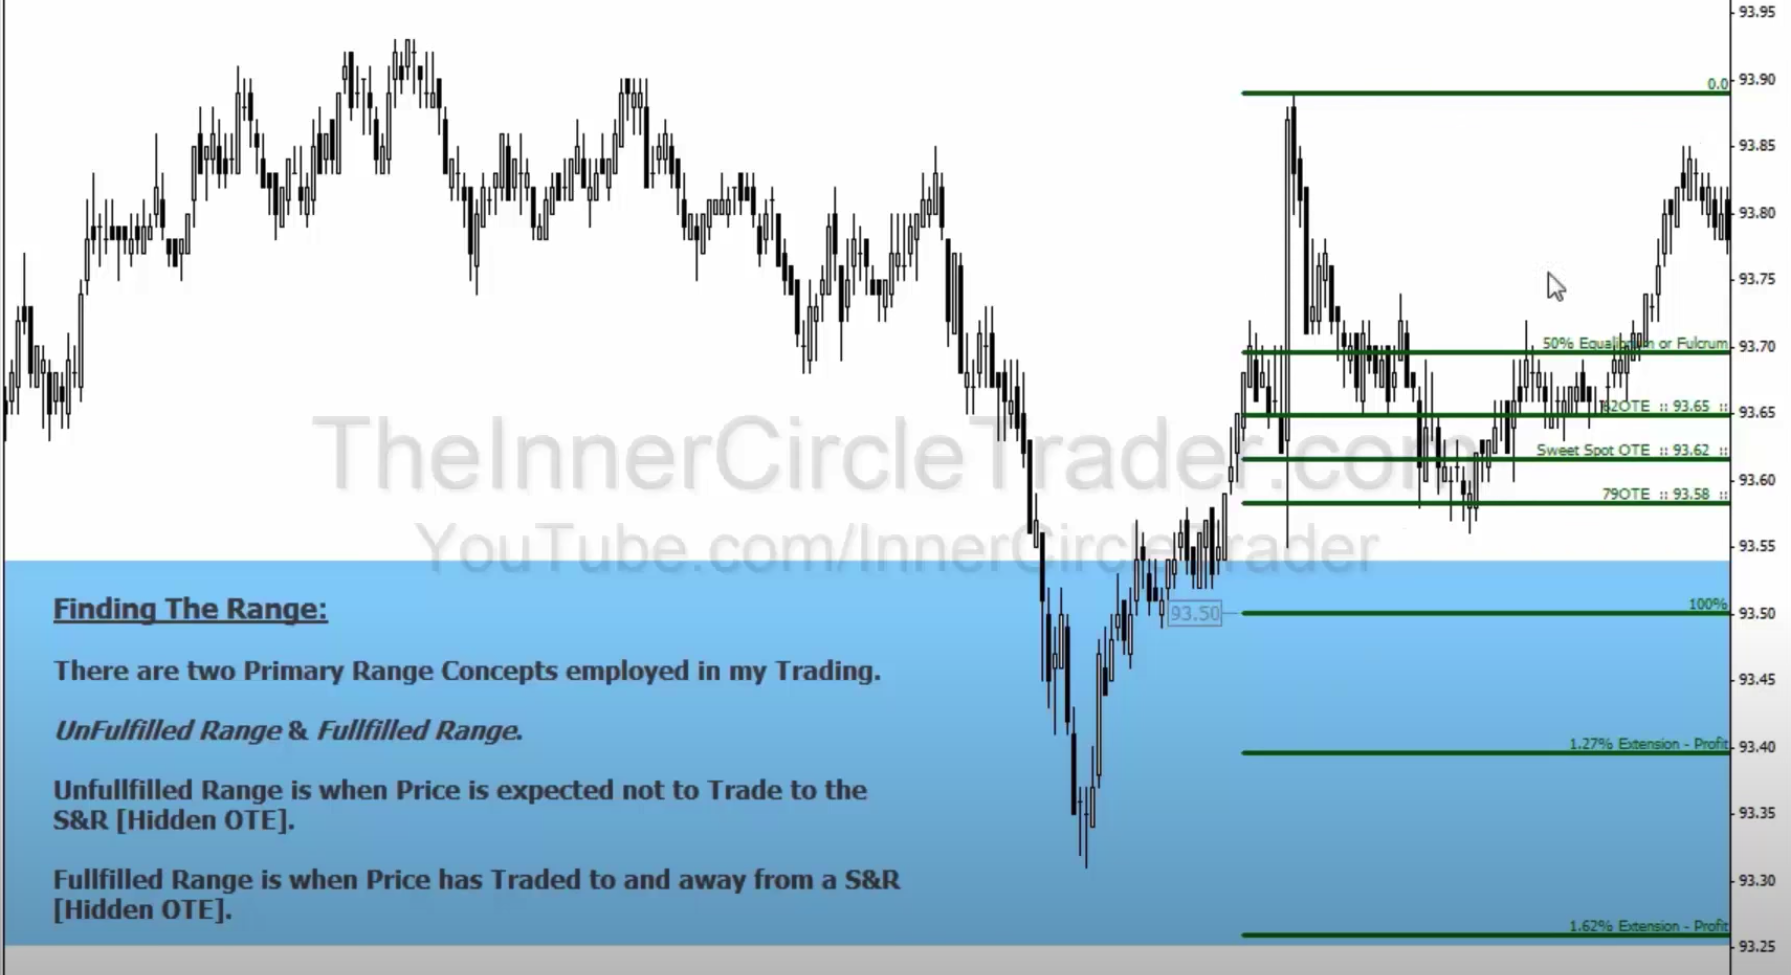 93.95
0.0
93.90
93.85
93.80
93.75
50% Equalibrium or Fulcrum
93.70
62OTE :: 93.65 ::
93.65
TheInnerCircleTrader.com
Sweet Spot OTE :: 93.62 ::
93.60
79OTE :: 93.58 ::
YouTube.com/InnerCircleTrader
93.55
Finding The Range:
93.50
100%
93.50
There are two Primary Range Concepts employed in my Trading.
93.45
UnFulfilled Range & Fullfilled Range.
1.27% Extension - Profit
93.40
Unfullfilled Range is when Price is expected not to Trade to the
S&R [Hidden OTE].
93.35
Fullfilled Range is when Price has Traded to and away from a S&R
[Hidden OTE].
93.30
1.62% Extension - Profit
93.25